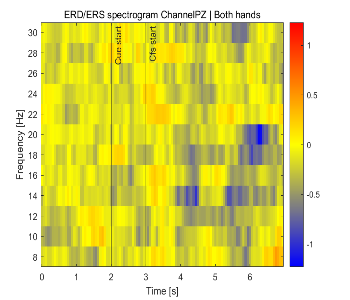 ERD/ERS spectrogram ChannelPZ | Both hands
30
28
26
24
22
20
18
16
14
12
10
8
Frequency [Hz]
Cue start
Cfs start
1
0.5
0
-0.5
-1
0 1 2 3 4 5 6
Time [s]